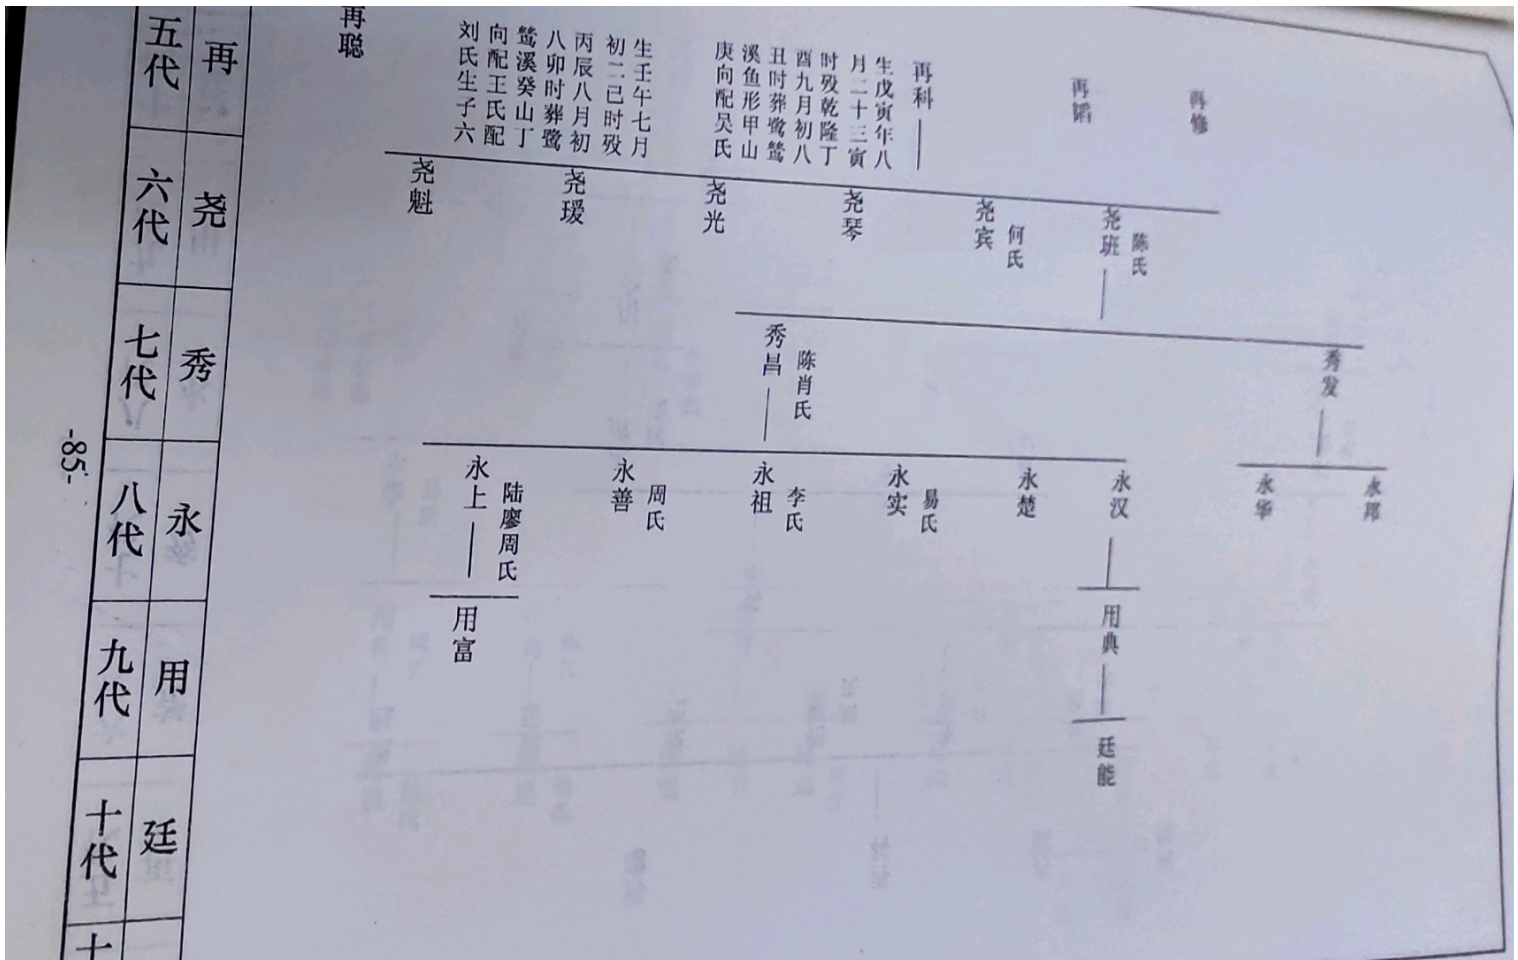 五代
再
六代
尧
七代
秀
八代
永
九代
用
十代
廷
十
-85-
再修
再韬
再科
生戊寅年八
月二十三寅
时殁乾隆丁
酉九月初八
丑时葬鹭鸶
溪鱼形甲山
庚向配吴氏
生壬午七月
初二己时殁
丙辰八月初
八卯时葬鹭
鸶溪癸山丁
向配王氏配
刘氏生子六
再聪
陈氏
尧班
何氏
尧宾
尧琴
尧光
尧瑗
尧魁
秀发
陈肖氏
秀昌
永邦
永华
永汉
永楚
易氏
永实
李氏
永祖
周氏
永善
陆廖周氏
永上
用典
用富
廷能